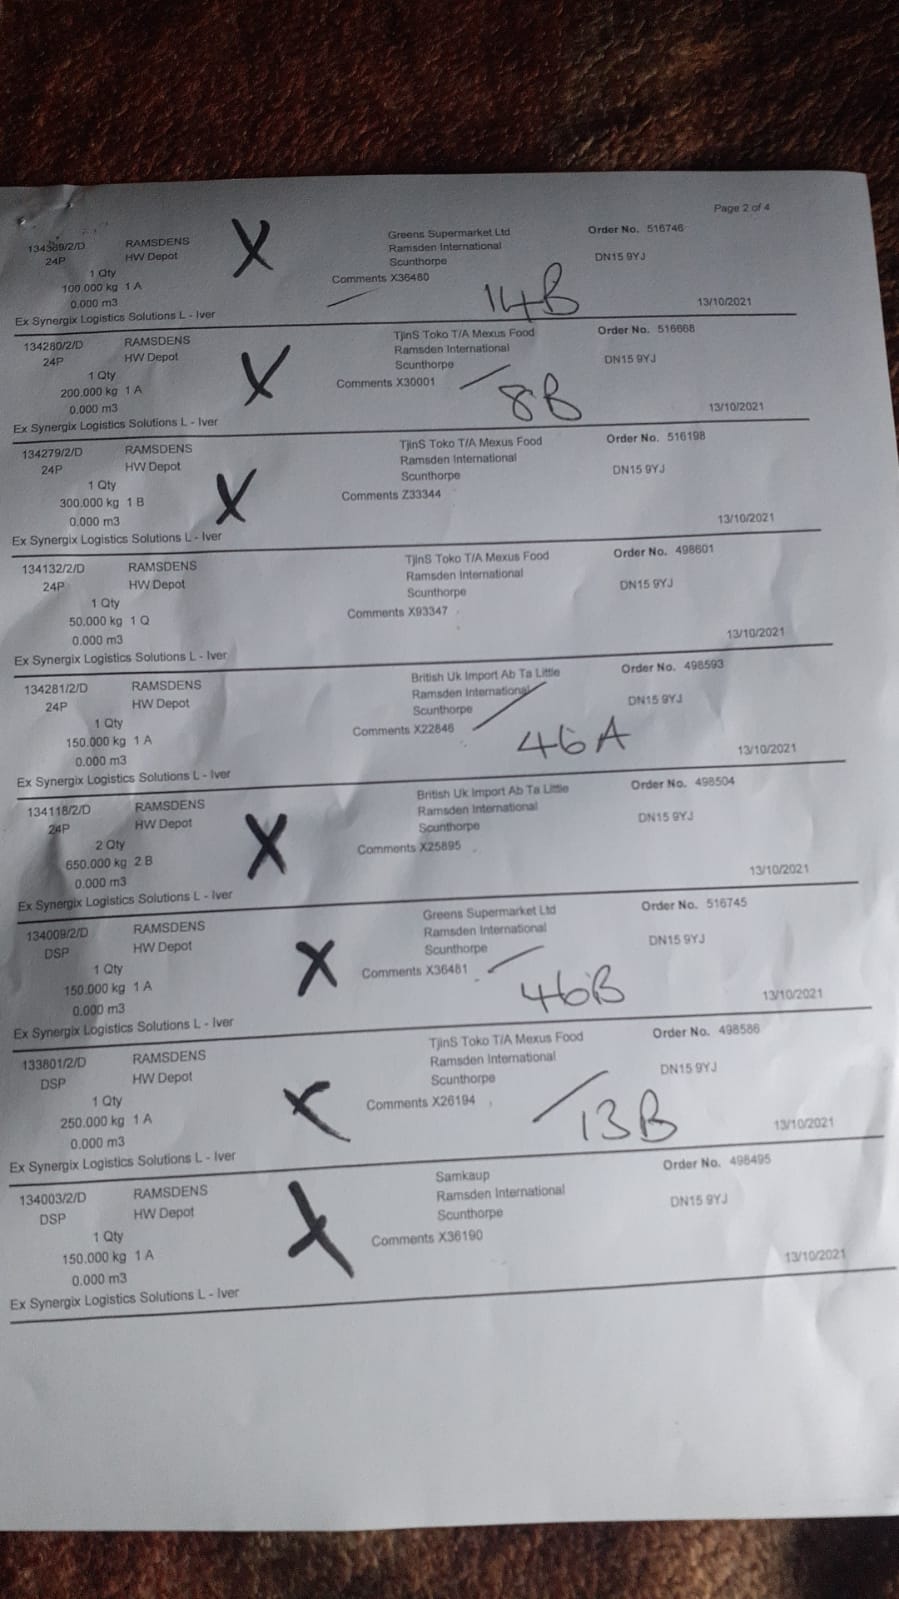 Page 2 of 4
134389/2/D RAMSDENS X Greens Supermarket Ltd Order No. 516746
24P HW Depot Ramsden International
1 Qty Scunthorpe DN15 9YJ
100.000 kg 1 A Comments X36480
0.000 m3 14B 13/10/2021
Ex Synergix Logistics Solutions L - Iver
134280/2/D RAMSDENS X TjinS Toko T/A Mexus Food Order No. 516668
24P HW Depot Ramsden International
1 Qty Scunthorpe DN15 9YJ
200.000 kg 1 A Comments X30001
0.000 m3 8B 13/10/2021
Ex Synergix Logistics Solutions L - Iver
134279/2/D RAMSDENS X TjinS Toko T/A Mexus Food Order No. 516198
24P HW Depot Ramsden International
1 Qty Scunthorpe DN15 9YJ
300.000 kg 1 B Comments Z33344
0.000 m3 13/10/2021
Ex Synergix Logistics Solutions L - Iver
134132/2/D RAMSDENS TjinS Toko T/A Mexus Food Order No. 498601
24P HW Depot Ramsden International
1 Qty Scunthorpe DN15 9YJ
50.000 kg 1 Q Comments X93347
0.000 m3 13/10/2021
Ex Synergix Logistics Solutions L - Iver
134281/2/D RAMSDENS British Uk Import Ab Ta Little Order No. 498593
24P HW Depot Ramsden International
1 Qty Scunthorpe DN15 9YJ
150.000 kg 1 A Comments X22846
0.000 m3 46A 13/10/2021
Ex Synergix Logistics Solutions L - Iver
134118/2/D RAMSDENS X British Uk Import Ab Ta Little Order No. 498504
24P HW Depot Ramsden International
2 Qty Scunthorpe DN15 9YJ
650.000 kg 2 B Comments X25895
0.000 m3 13/10/2021
Ex Synergix Logistics Solutions L - Iver
134009/2/D RAMSDENS X Greens Supermarket Ltd Order No. 516745
DSP HW Depot Ramsden International
1 Qty Scunthorpe DN15 9YJ
150.000 kg 1 A Comments X36481
0.000 m3 46B 13/10/2021
Ex Synergix Logistics Solutions L - Iver
133801/2/D RAMSDENS X TjinS Toko T/A Mexus Food Order No. 498586
DSP HW Depot Ramsden International
1 Qty Scunthorpe DN15 9YJ
250.000 kg 1 A Comments X26194
0.000 m3 13B 13/10/2021
Ex Synergix Logistics Solutions L - Iver
134003/2/D RAMSDENS X Samkaup Order No. 498495
DSP HW Depot Ramsden International
1 Qty Scunthorpe DN15 9YJ
150.000 kg 1 A Comments X36190
0.000 m3 13/10/2021
Ex Synergix Logistics Solutions L - Iver